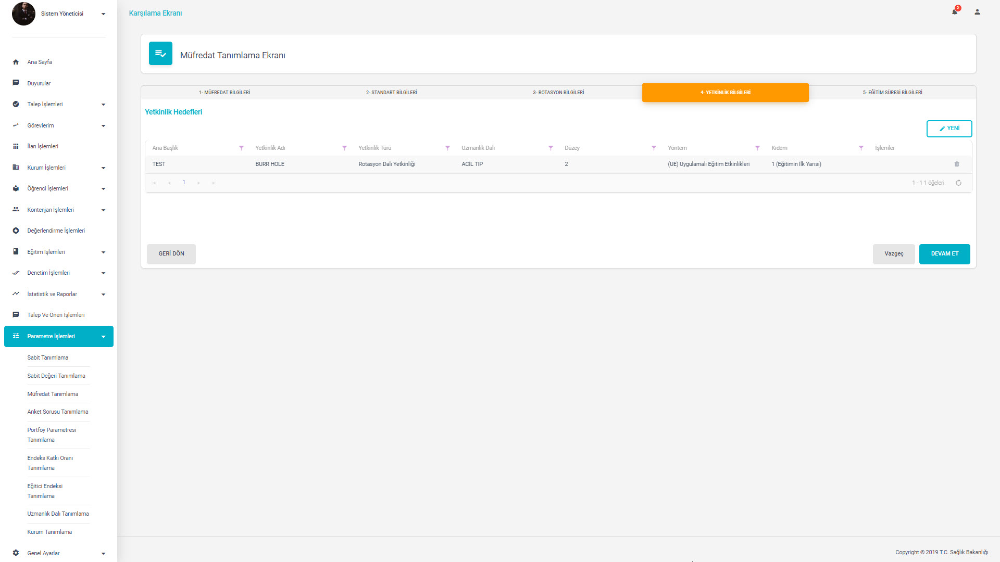 Sistem Yöneticisi
Ana Sayfa
Duyurular
Talep İşlemleri
Görevlerim
İlan İşlemleri
Kurum İşlemleri
Öğrenci İşlemleri
Kontenjan İşlemleri
Değerlendirme İşlemleri
Eğitim İşlemleri
Denetim İşlemleri
İstatistik ve Raporlar
Talep Ve Öneri İşlemleri
Parametre İşlemleri
Sabit Tanımlama
Sabit Değeri Tanımlama
Müfredat Tanımlama
Anket Sorusu Tanımlama
Portföy Parametresi
Tanımlama
Endeks Katkı Oranı
Tanımlama
Eğitici Endeksi
Tanımlama
Uzmanlık Dalı Tanımlama
Kurum Tanımlama
Genel Ayarlar
Karşılama Ekranı
0
Müfredat Tanımlama Ekranı
1- MÜFREDAT BİLGİLERİ 2- STANDART BİLGİLERİ 3- ROTASYON BİLGİLERİ 4- YETKİNLİK BİLGİLERİ 5- EĞİTİM SÜRESİ BİLGİLERİ
Yetkinlik Hedefleri
YENİ
Ana Başlık Yetkinlik Adı Yetkinlik Türü Uzmanlık Dalı Düzey Yöntem Kıdem İşlemler
TEST BURR HOLE Rotasyon Dalı Yetkinliği ACİL TIP 2 (UE) Uygulamalı Eğitim Etkinlikleri 1 (Eğitimin İlk Yarısı)
1 1 - 1 1 öğeleri
GERİ DÖN Vazgeç DEVAM ET
Copyright © 2019 T.C. Sağlık Bakanlığı